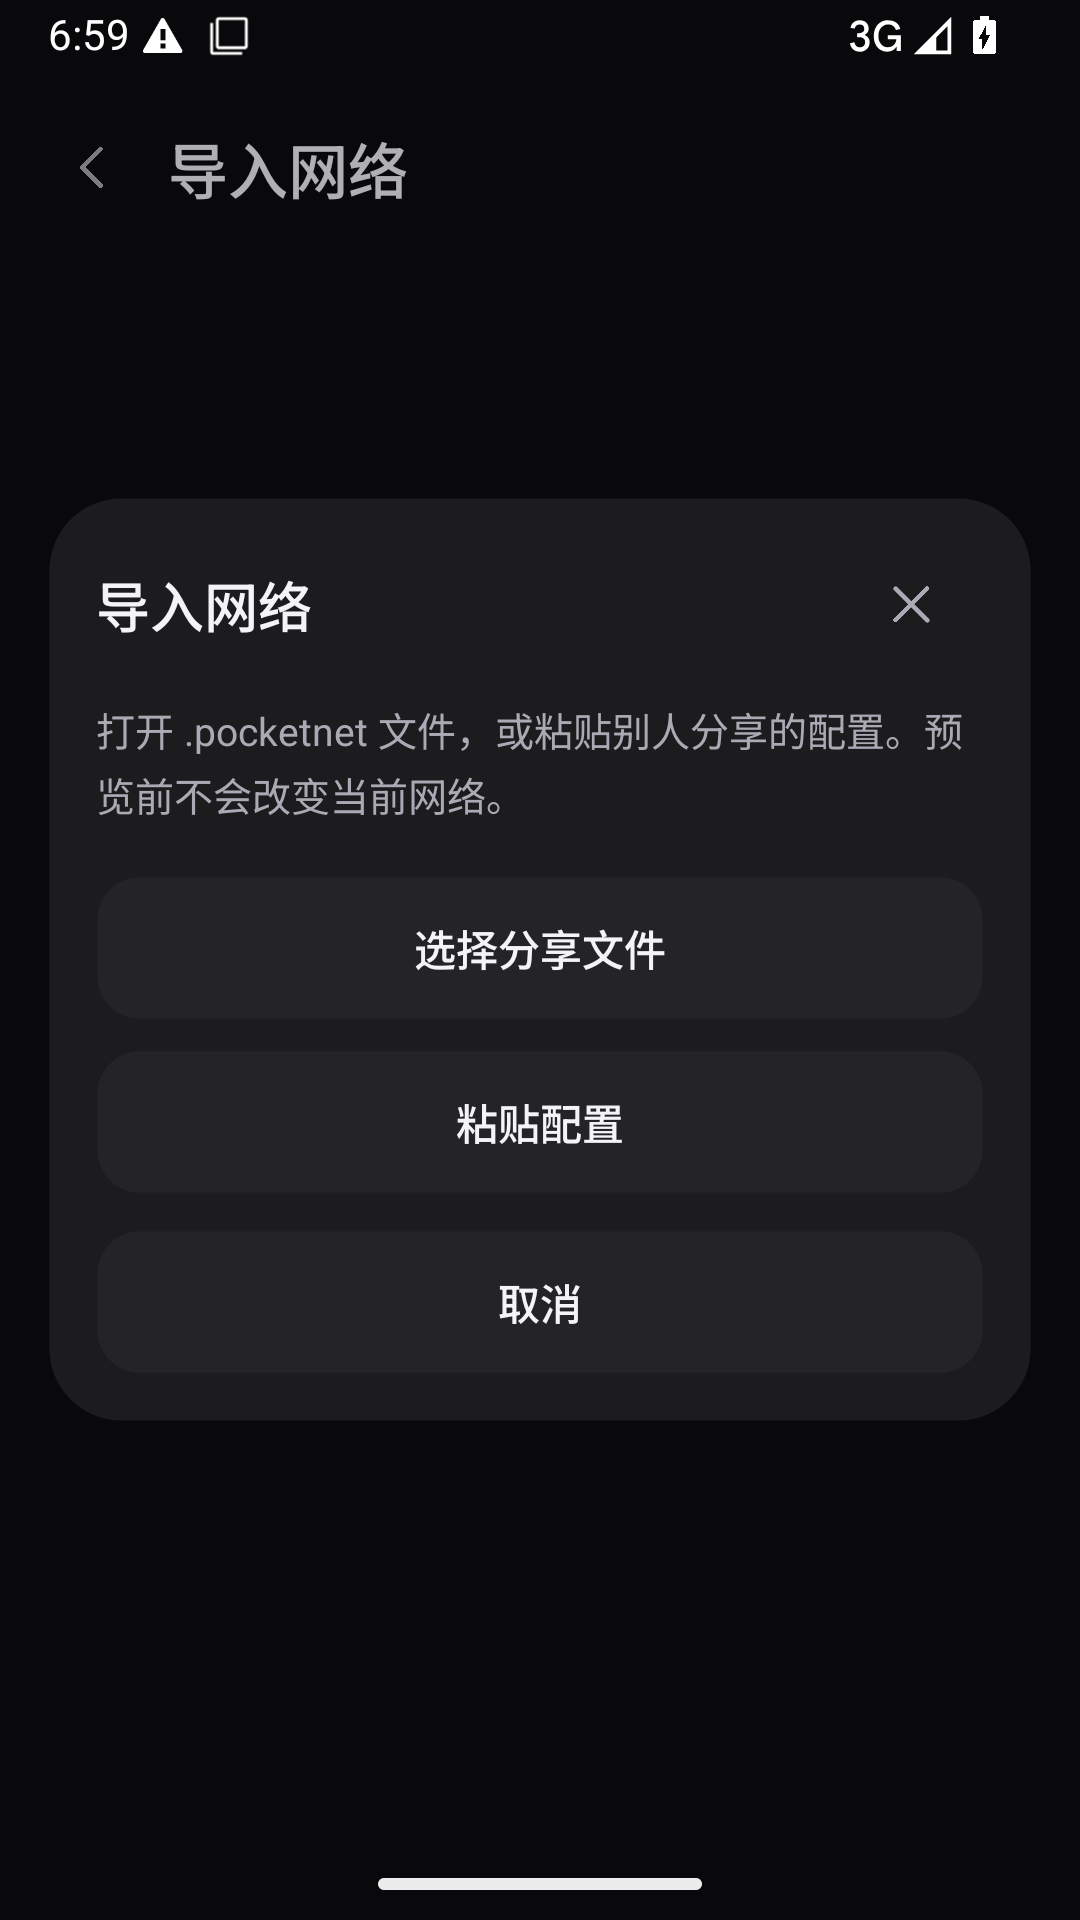 6:59
3G
导入网络
导入网络
打开 .pocketnet 文件，或粘贴别人分享的配置。预
览前不会改变当前网络。
选择分享文件
粘贴配置
取消